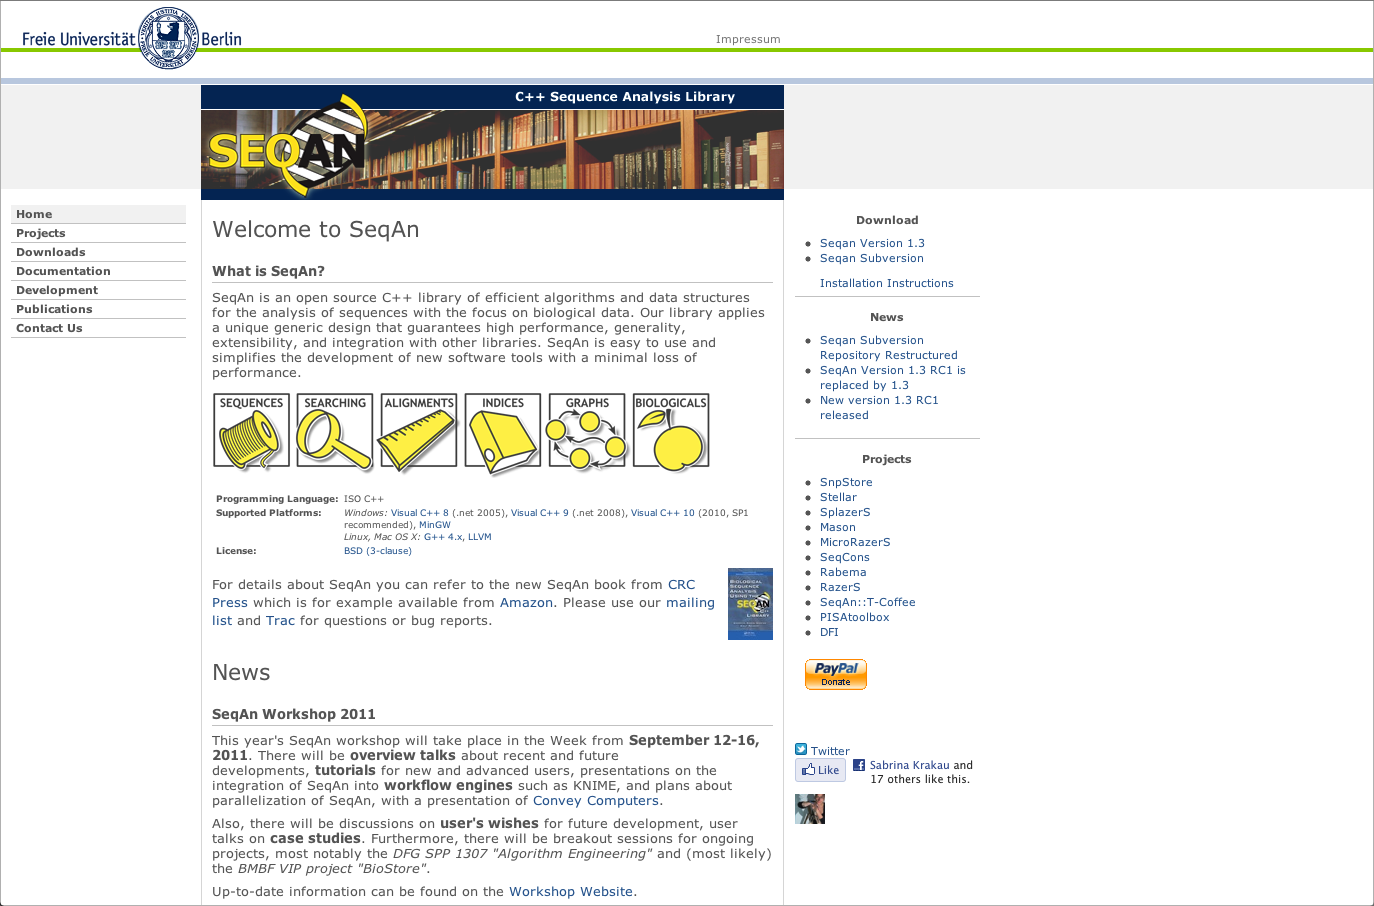 Freie Universität Berlin
Impressum
C++ Sequence Analysis Library
SEQAN
Home
Projects
Downloads
Documentation
Development
Publications
Contact Us
Welcome to SeqAn
What is SeqAn?
SeqAn is an open source C++ library of efficient algorithms and data structures
for the analysis of sequences with the focus on biological data. Our library applies
a unique generic design that guarantees high performance, generality,
extensibility, and integration with other libraries. SeqAn is easy to use and
simplifies the development of new software tools with a minimal loss of
performance.
SEQUENCES SEARCHING ALIGNMENTS INDICES GRAPHS BIOLOGICALS
Programming Language: ISO C++
Supported Platforms: Windows: Visual C++ 8 (.net 2005), Visual C++ 9 (.net 2008), Visual C++ 10 (2010, SP1
recommended), MinGW
Linux, Mac OS X: G++ 4.x, LLVM
License: BSD (3-clause)
For details about SeqAn you can refer to the new SeqAn book from CRC
Press which is for example available from Amazon. Please use our mailing
list and Trac for questions or bug reports.
BIOLOGICAL
SEQUENCE
ANALYSIS
USING THE
SEQAN
C++
LIBRARY
News
SeqAn Workshop 2011
This year's SeqAn workshop will take place in the Week from September 12-16,
2011. There will be overview talks about recent and future
developments, tutorials for new and advanced users, presentations on the
integration of SeqAn into workflow engines such as KNIME, and plans about
parallelization of SeqAn, with a presentation of Convey Computers.
Also, there will be discussions on user's wishes for future development, user
talks on case studies. Furthermore, there will be breakout sessions for ongoing
projects, most notably the DFG SPP 1307 "Algorithm Engineering" and (most likely)
the BMBF VIP project "BioStore".
Up-to-date information can be found on the Workshop Website.
Download
Seqan Version 1.3
Seqan Subversion
Installation Instructions
News
Seqan Subversion
Repository Restructured
SeqAn Version 1.3 RC1 is
replaced by 1.3
New version 1.3 RC1
released
Projects
SnpStore
Stellar
SplazerS
Mason
MicroRazerS
SeqCons
Rabema
RazerS
SeqAn::T-Coffee
PISAtoolbox
DFI
PayPal
Donate
Twitter
Like Sabrina Krakau and
17 others like this.